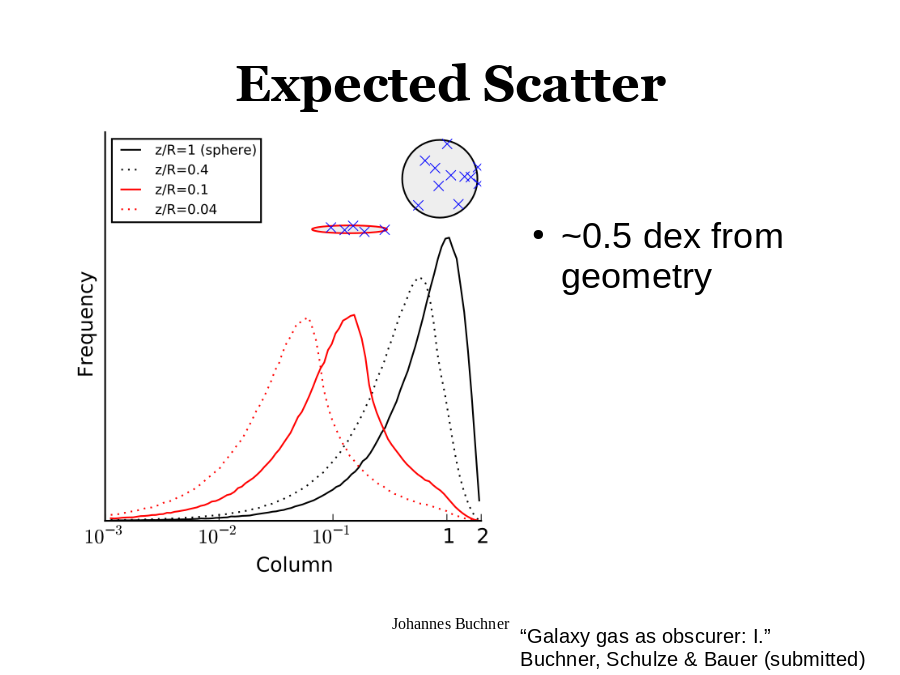 Expected Scatter
z/R=1 (sphere)
z/R=0.4
z/R=0.1
z/R=0.04
• ~0.5 dex from
geometry
Frequency
10⁻³ 10⁻² 10⁻¹ 1 2
Column
Johannes Buchner
“Galaxy gas as obscurer: I.”
Buchner, Schulze & Bauer (submitted)